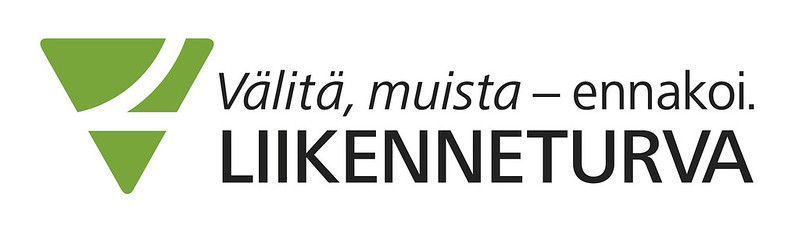 Välitä, muista – ennakoi.
LIIKENNETURVA